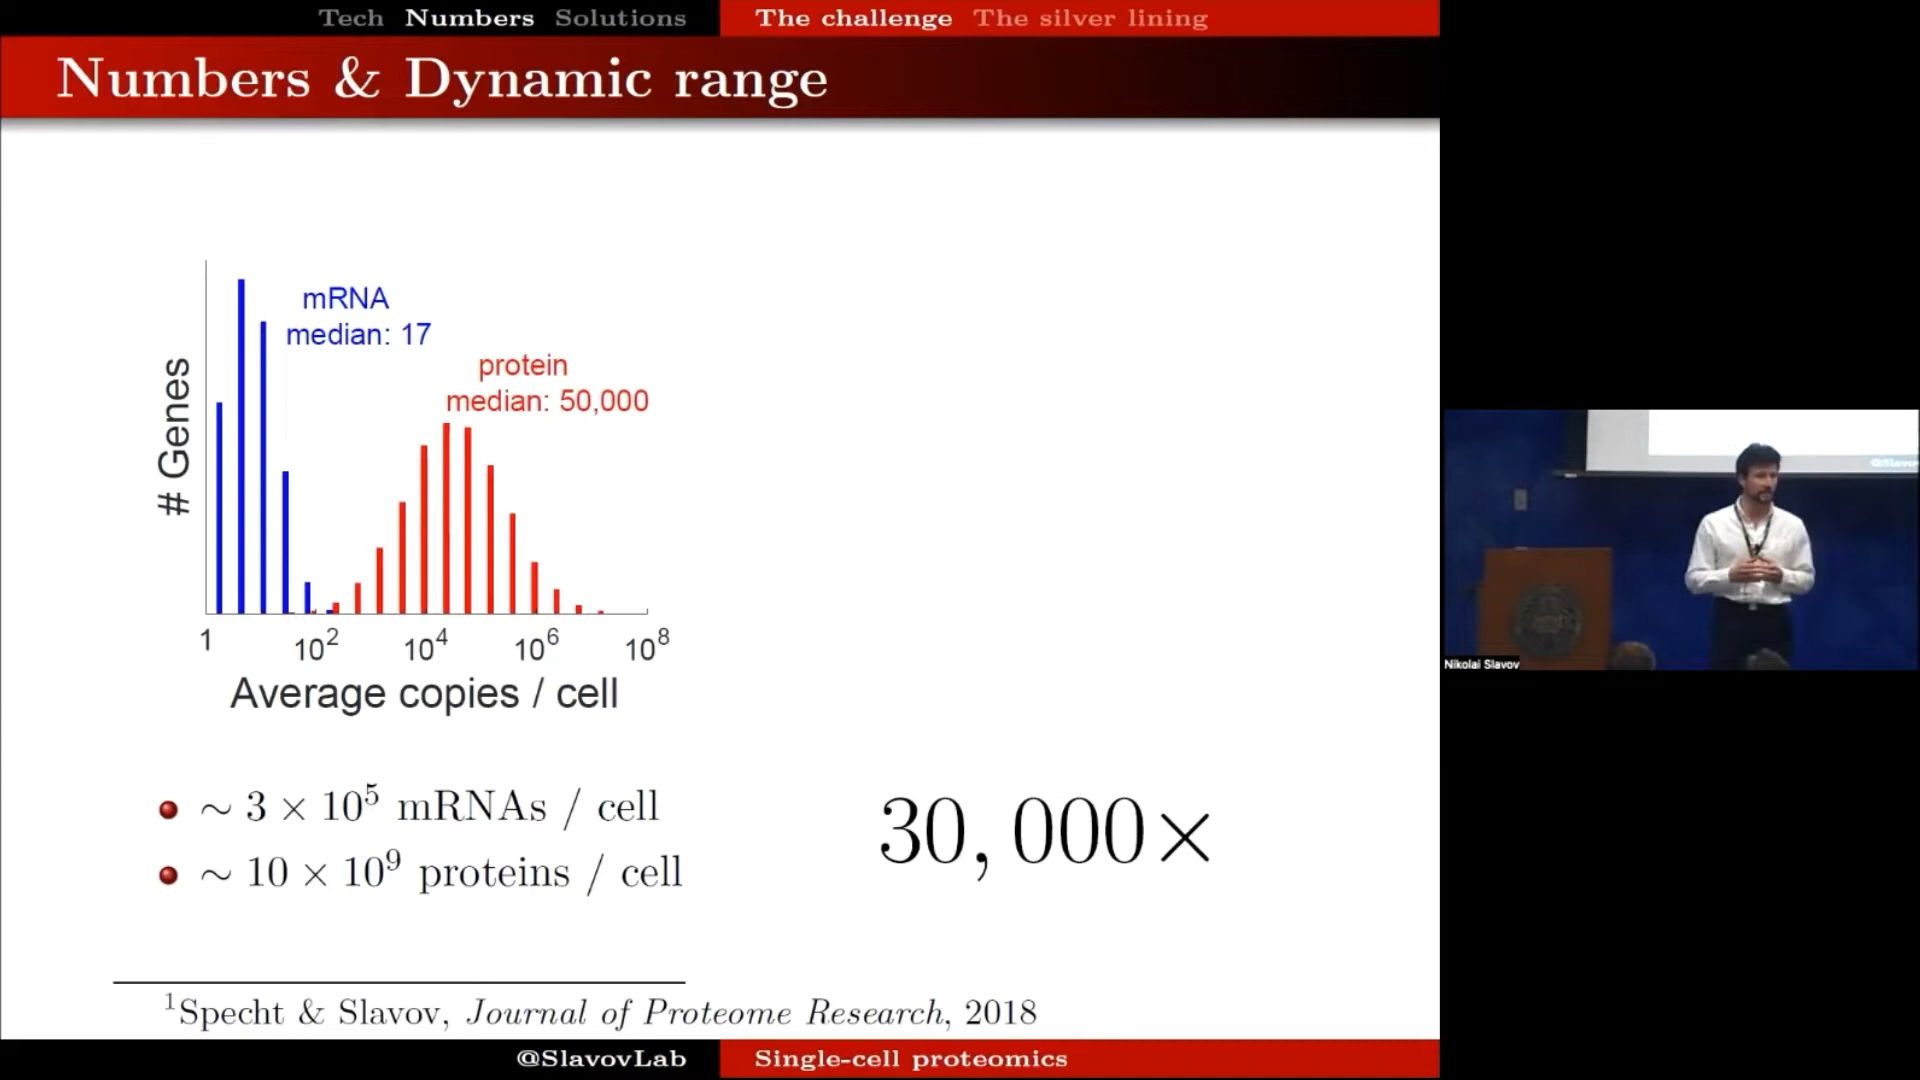 Tech Numbers Solutions The challenge The silver lining
Numbers & Dynamic range
mRNA
median: 17
protein
median: 50,000
# Genes
1 10² 10⁴ 10⁶ 10⁸
Average copies / cell
∼ 3 × 10⁵ mRNAs / cell
∼ 10 × 10⁹ proteins / cell
30, 000×
¹Specht & Slavov, Journal of Proteome Research, 2018
@SlavovLab Single-cell proteomics
Nikolai Slavov